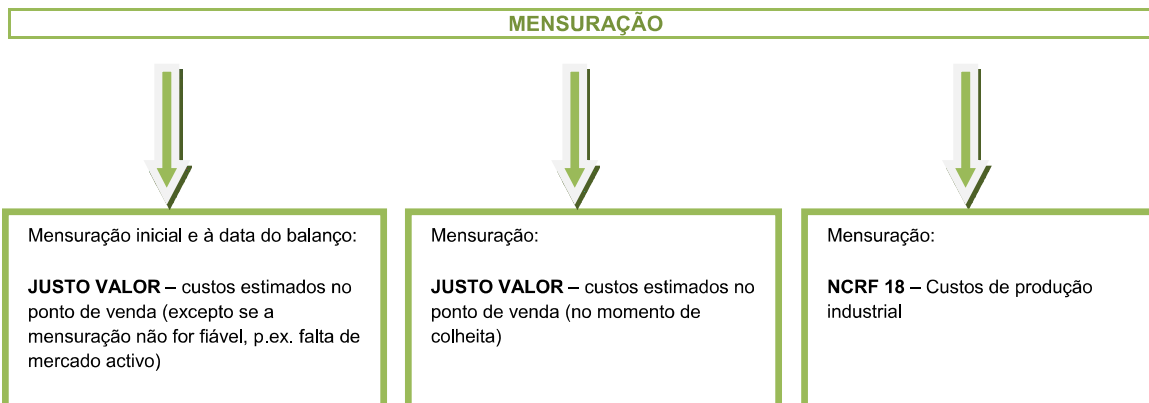 MENSURAÇÃO
Mensuração inicial e à data do balanço:
JUSTO VALOR – custos estimados no
ponto de venda (excepto se a
mensuração não for fiável, p.ex. falta de
mercado activo)
Mensuração:
JUSTO VALOR – custos estimados no
ponto de venda (no momento de
colheita)
Mensuração:
NCRF 18 – Custos de produção
industrial